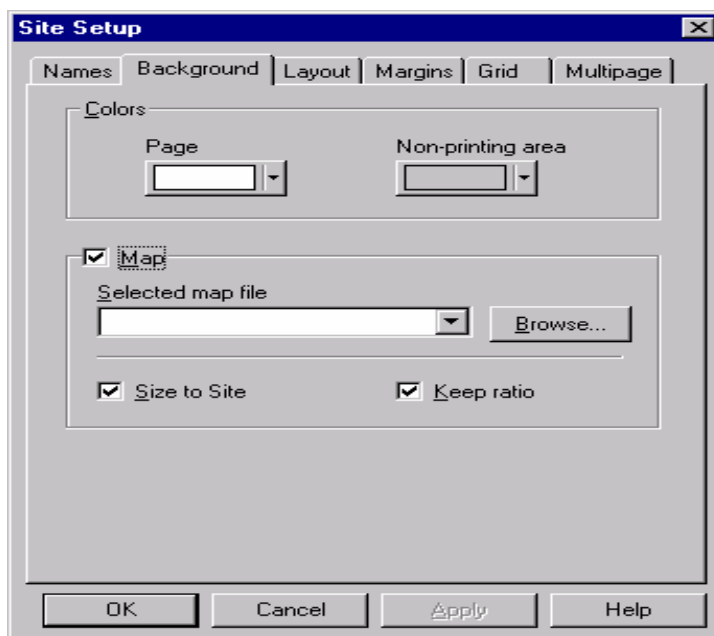 Site Setup
Names Background Layout Margins Grid Multipage
Colors
Page Non-printing area
Map
Selected map file
Browse...
Size to Site Keep ratio
OK Cancel Apply Help